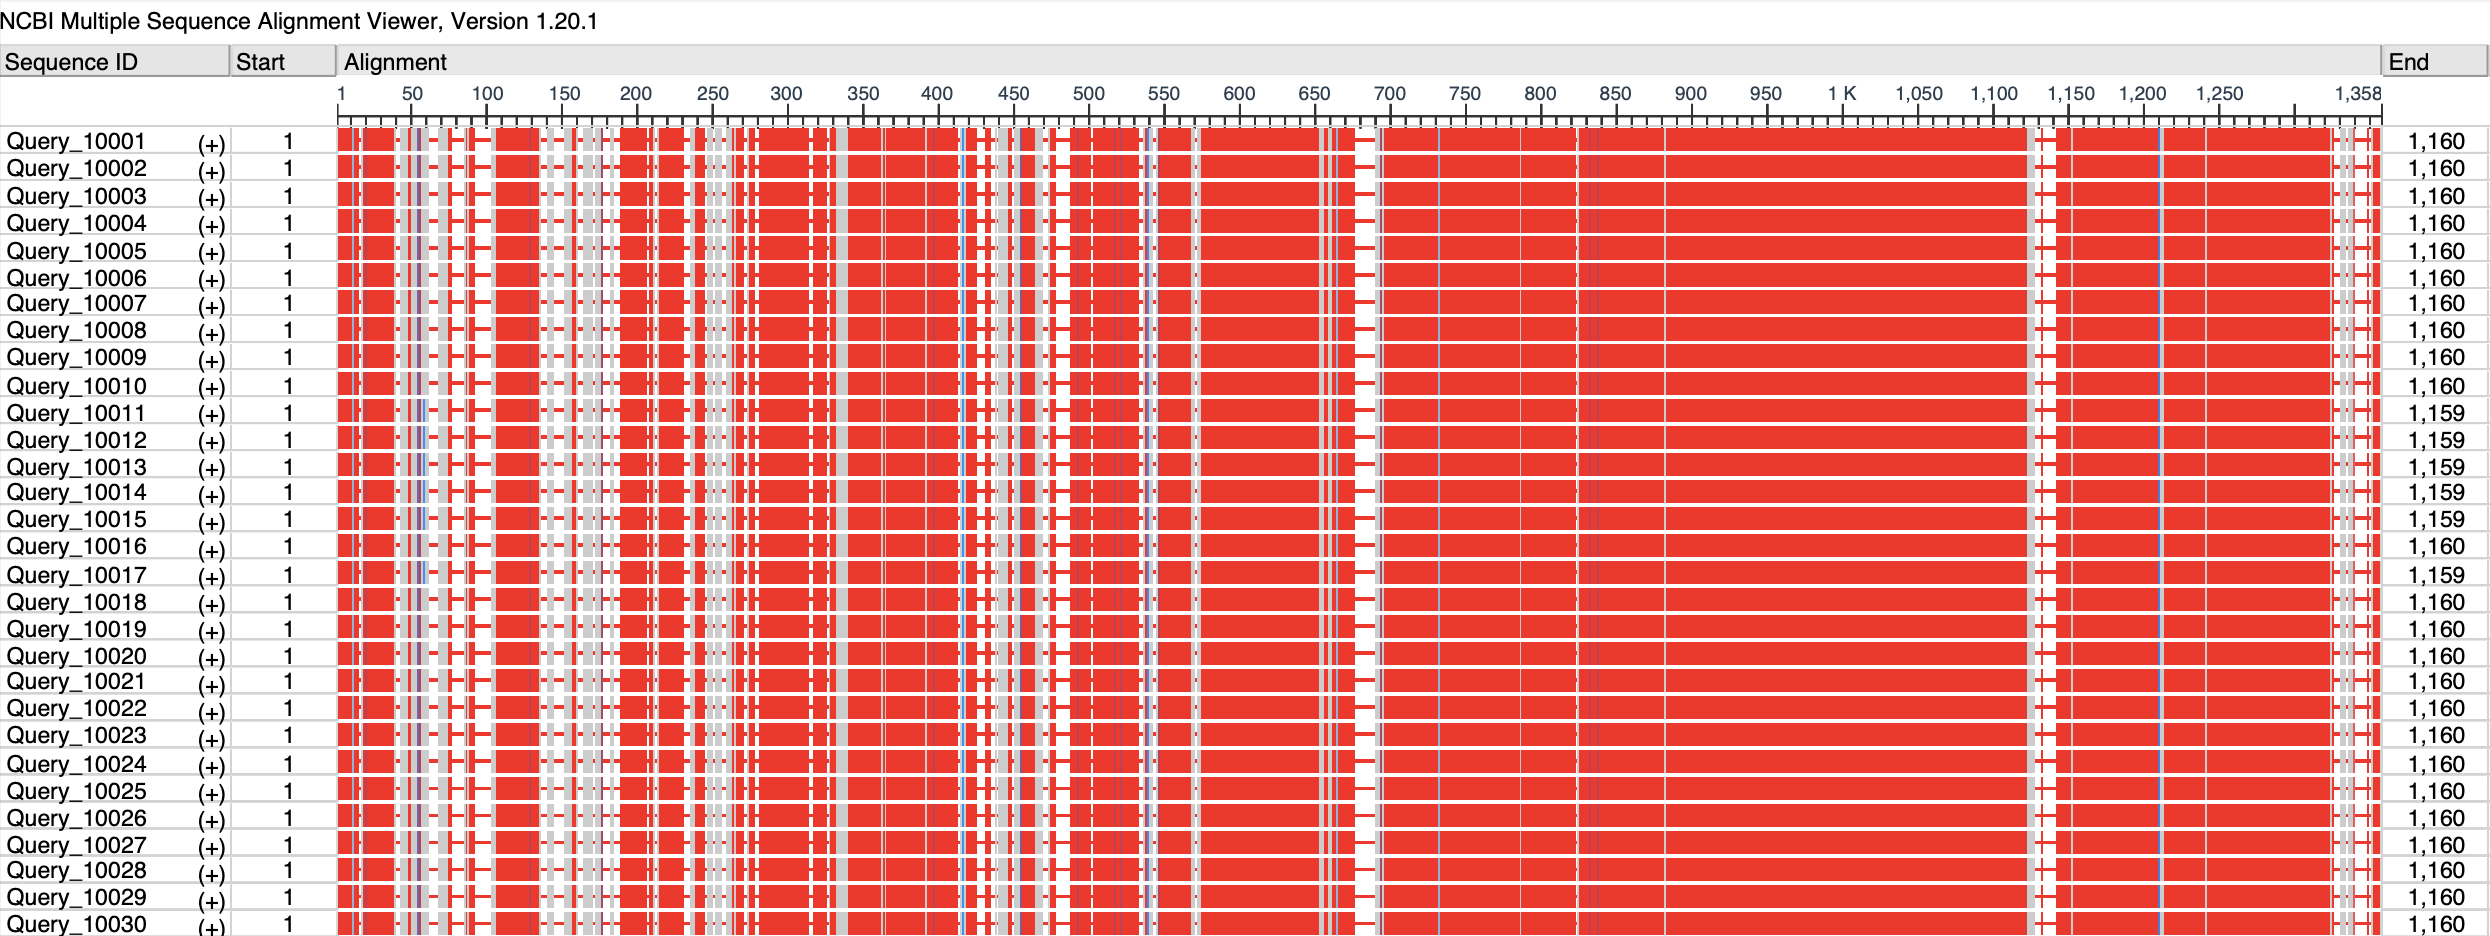 NCBI Multiple Sequence Alignment Viewer, Version 1.20.1
Sequence ID Start Alignment End
1 50 100 150 200 250 300 350 400 450 500 550 600 650 700 750 800 850 900 950 1 K 1,050 1,100 1,150 1,200 1,250 1,358
Query_10001 (+) 1 1,160
Query_10002 (+) 1 1,160
Query_10003 (+) 1 1,160
Query_10004 (+) 1 1,160
Query_10005 (+) 1 1,160
Query_10006 (+) 1 1,160
Query_10007 (+) 1 1,160
Query_10008 (+) 1 1,160
Query_10009 (+) 1 1,160
Query_10010 (+) 1 1,160
Query_10011 (+) 1 1,159
Query_10012 (+) 1 1,159
Query_10013 (+) 1 1,159
Query_10014 (+) 1 1,159
Query_10015 (+) 1 1,159
Query_10016 (+) 1 1,160
Query_10017 (+) 1 1,159
Query_10018 (+) 1 1,160
Query_10019 (+) 1 1,160
Query_10020 (+) 1 1,160
Query_10021 (+) 1 1,160
Query_10022 (+) 1 1,160
Query_10023 (+) 1 1,160
Query_10024 (+) 1 1,160
Query_10025 (+) 1 1,160
Query_10026 (+) 1 1,160
Query_10027 (+) 1 1,160
Query_10028 (+) 1 1,160
Query_10029 (+) 1 1,160
Query_10030 (+) 1 1,160